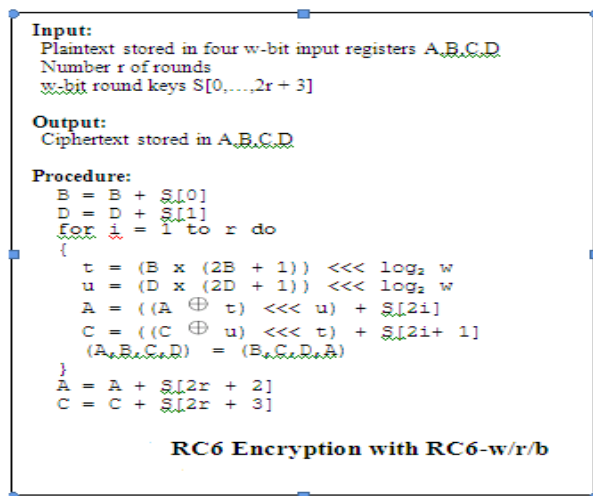 Input:
Plaintext stored in four w-bit input registers A,B,C,D
Number r of rounds
w-bit round keys S[0,…,2r + 3]
Output:
Ciphertext stored in A,B,C,D
Procedure:
B = B + S[0]
D = D + S[1]
for i = 1 to r do
{
t = (B x (2B + 1)) <<< log₂ w
u = (D x (2D + 1)) <<< log₂ w
A = ((A ⊕ t) <<< u) + S[2i]
C = ((C ⊕ u) <<< t) + S[2i+ 1]
(A,B,C,D) = (B,C,D,A)
}
A = A + S[2r + 2]
C = C + S[2r + 3]
RC6 Encryption with RC6-w/r/b